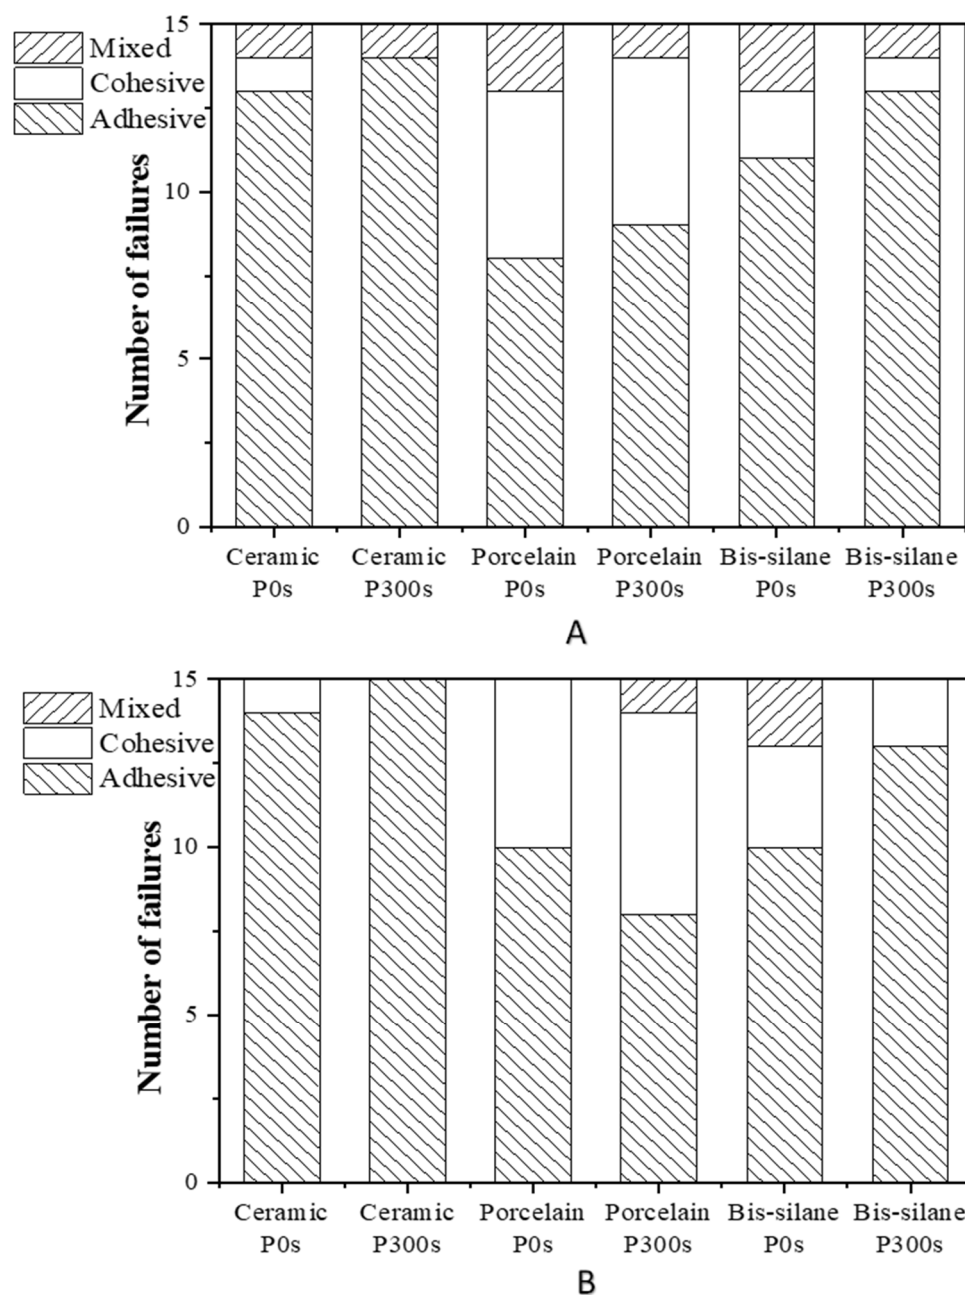 15
Mixed
Cohesive
Adhesive
10
5
0
Number of failures
Ceramic P0s
Ceramic P300s
Porcelain P0s
Porcelain P300s
Bis-silane P0s
Bis-silane P300s
A
15
Mixed
Cohesive
Adhesive
10
5
0
Number of failures
Ceramic P0s
Ceramic P300s
Porcelain P0s
Porcelain P300s
Bis-silane P0s
Bis-silane P300s
B